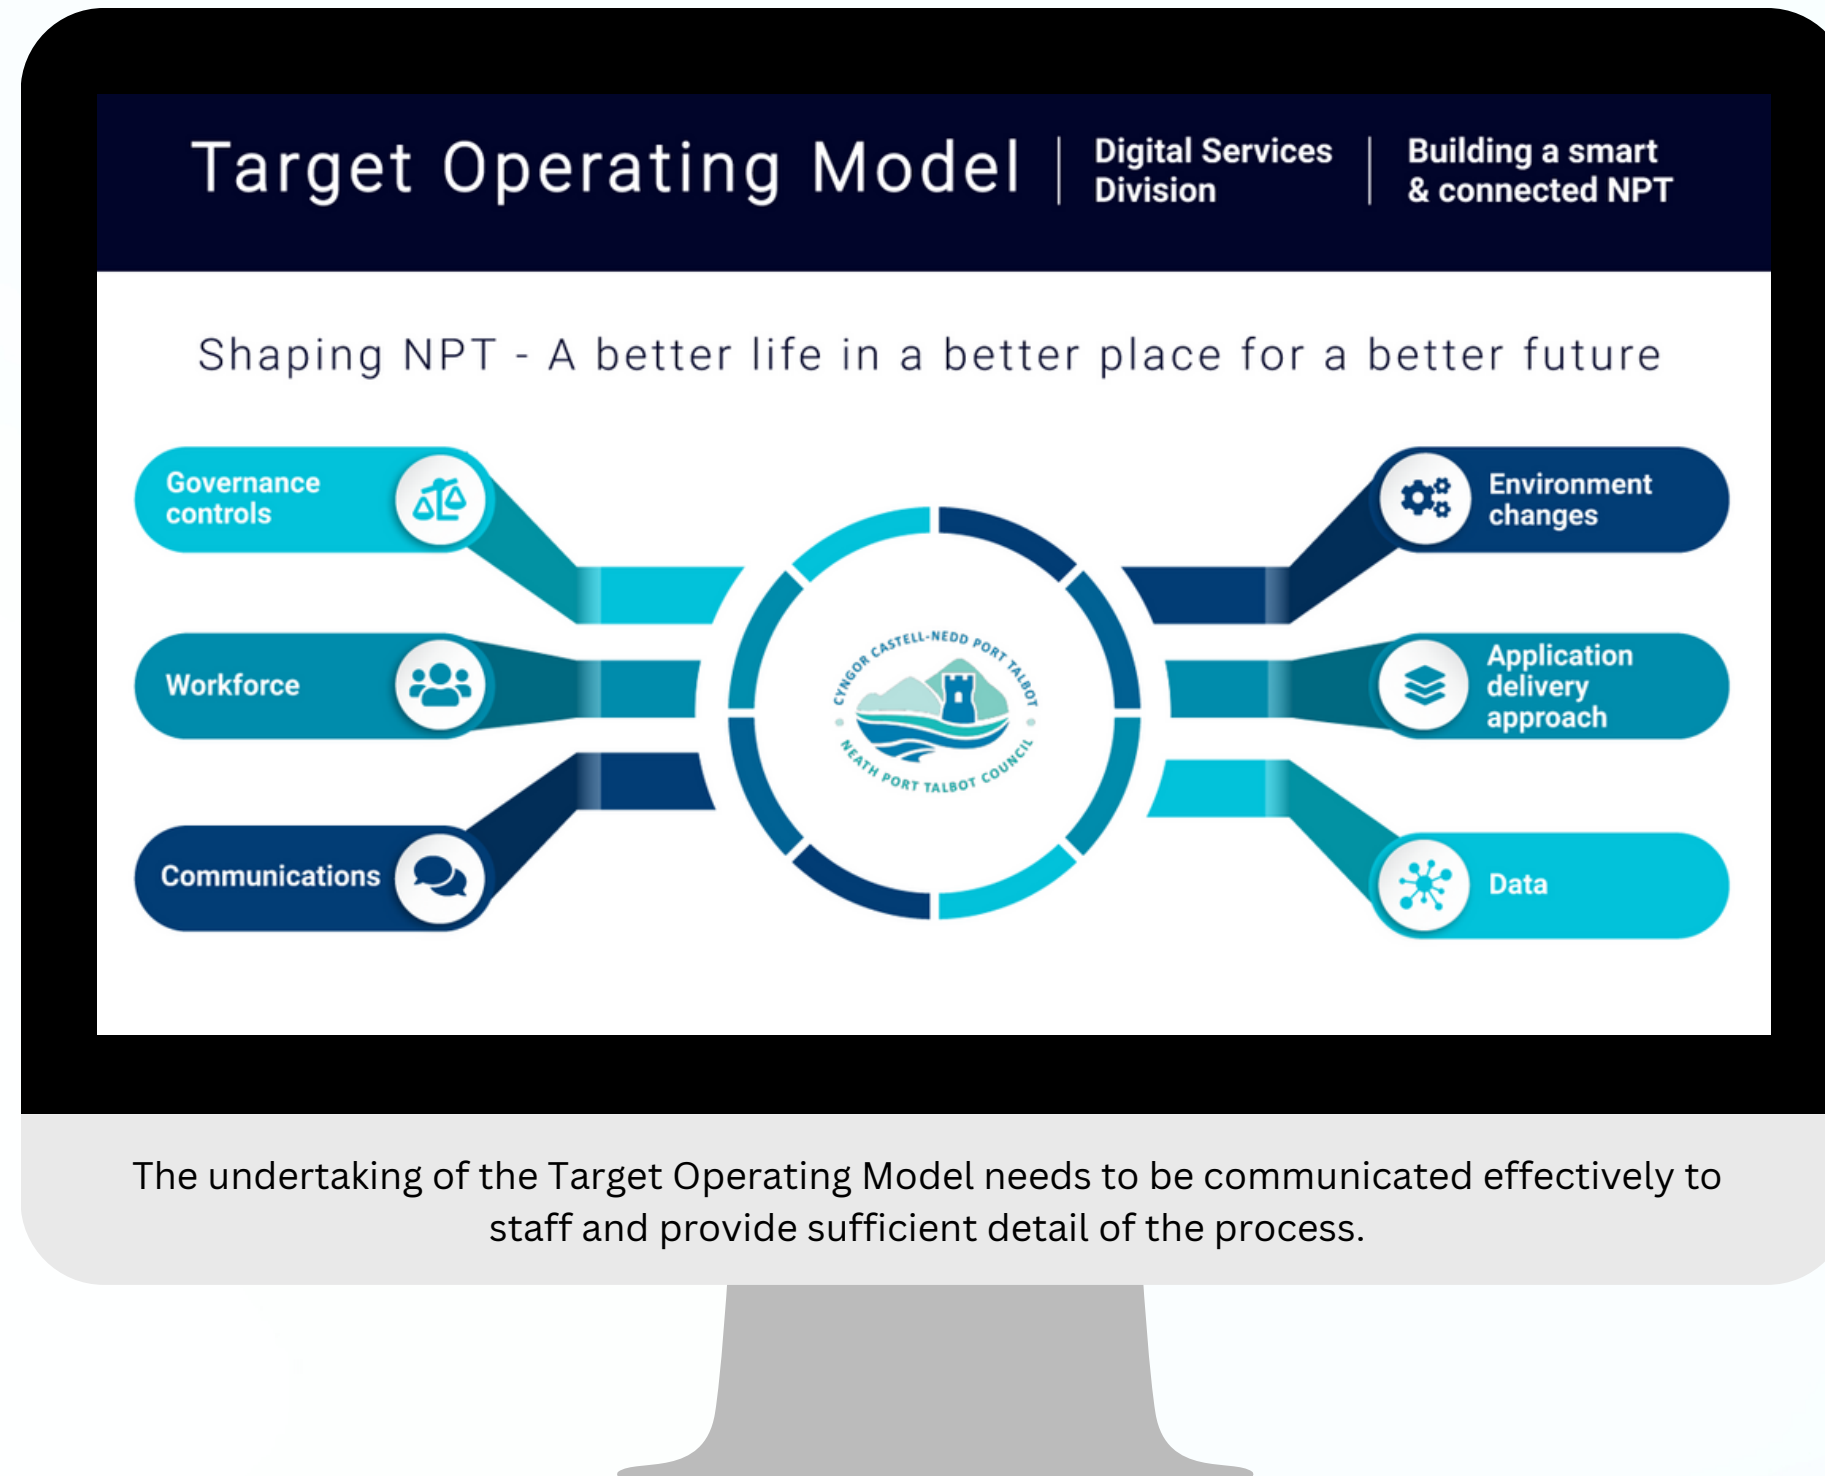 Target Operating Model
Digital Services
Division
Building a smart
& connected NPT
Shaping NPT - A better life in a better place for a better future
Governance
controls
Workforce
Communications
CYNGOR CASTELL-NEDD PORT TALBOT
NEATH PORT TALBOT COUNCIL
Environment
changes
Application
delivery
approach
Data
The undertaking of the Target Operating Model needs to be communicated effectively to
staff and provide sufficient detail of the process.